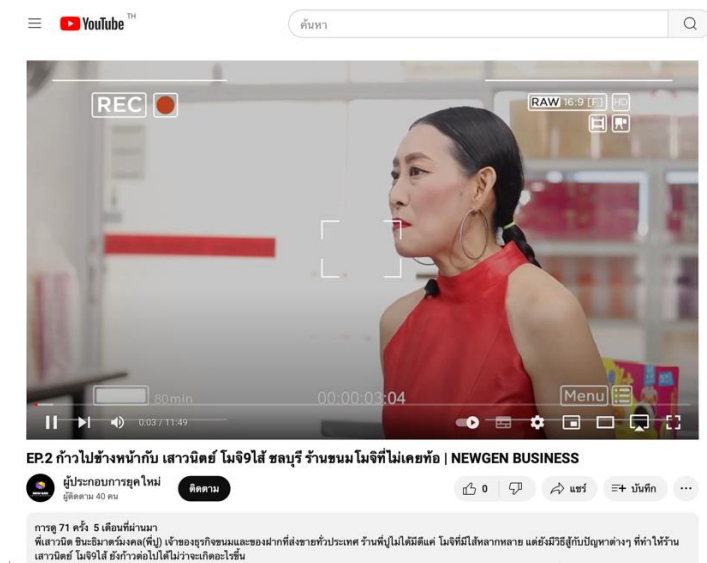 YouTube TH
ค้นหา
REC
RAW 16:9 [F] HD
80min
00:00:03:04
Menu
0:03 / 11:49
EP.2 ก้าวไปข้างหน้ากับ เสาวนิตย์ โมจิ9ไส้ ชลบุรี ร้านขนมโมจิที่ไม่เคยท้อ | NEWGEN BUSINESS
ผู้ประกอบการยุคใหม่
ผู้ติดตาม 40 คน
ติดตาม
0
แชร์
บันทึก
การดู 71 ครั้ง 5 เดือนที่ผ่านมา
พี่เสาวนิต ชินะธิมาตร์มงคล(พี่ปู) เจ้าของธุรกิจขนมและของฝากที่ส่งขายทั่วประเทศ ร้านพี่ปูไม่ได้มีดีแค่ โมจิที่มีไส้หลากหลาย แต่ยังมีวิธีสู้กับปัญหาต่างๆ ที่ทำให้ร้าน
เสาวนิตย์ โมจิ9ไส้ ยังก้าวต่อไปได้ไม่ว่าจะเกิดอะไรขึ้น